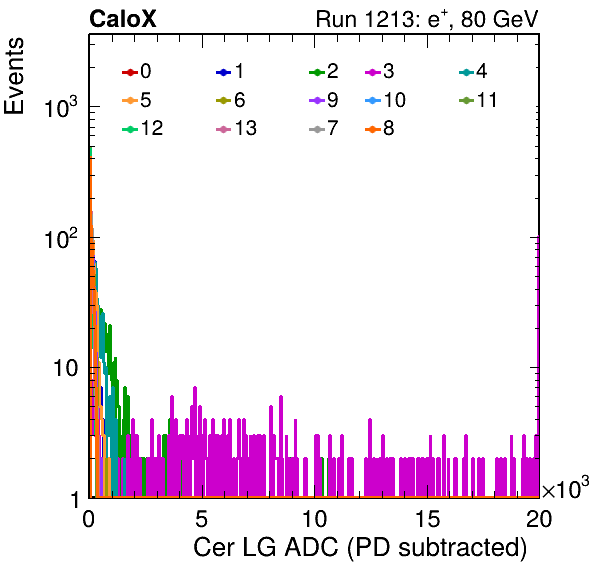 CaloX Run 1213: e⁺, 80 GeV
Events
0 1 2 3 4
5 6 9 10 11
12 13 7 8
10³
10²
10
1
0 5 10 15 20
×10³
Cer LG ADC (PD subtracted)